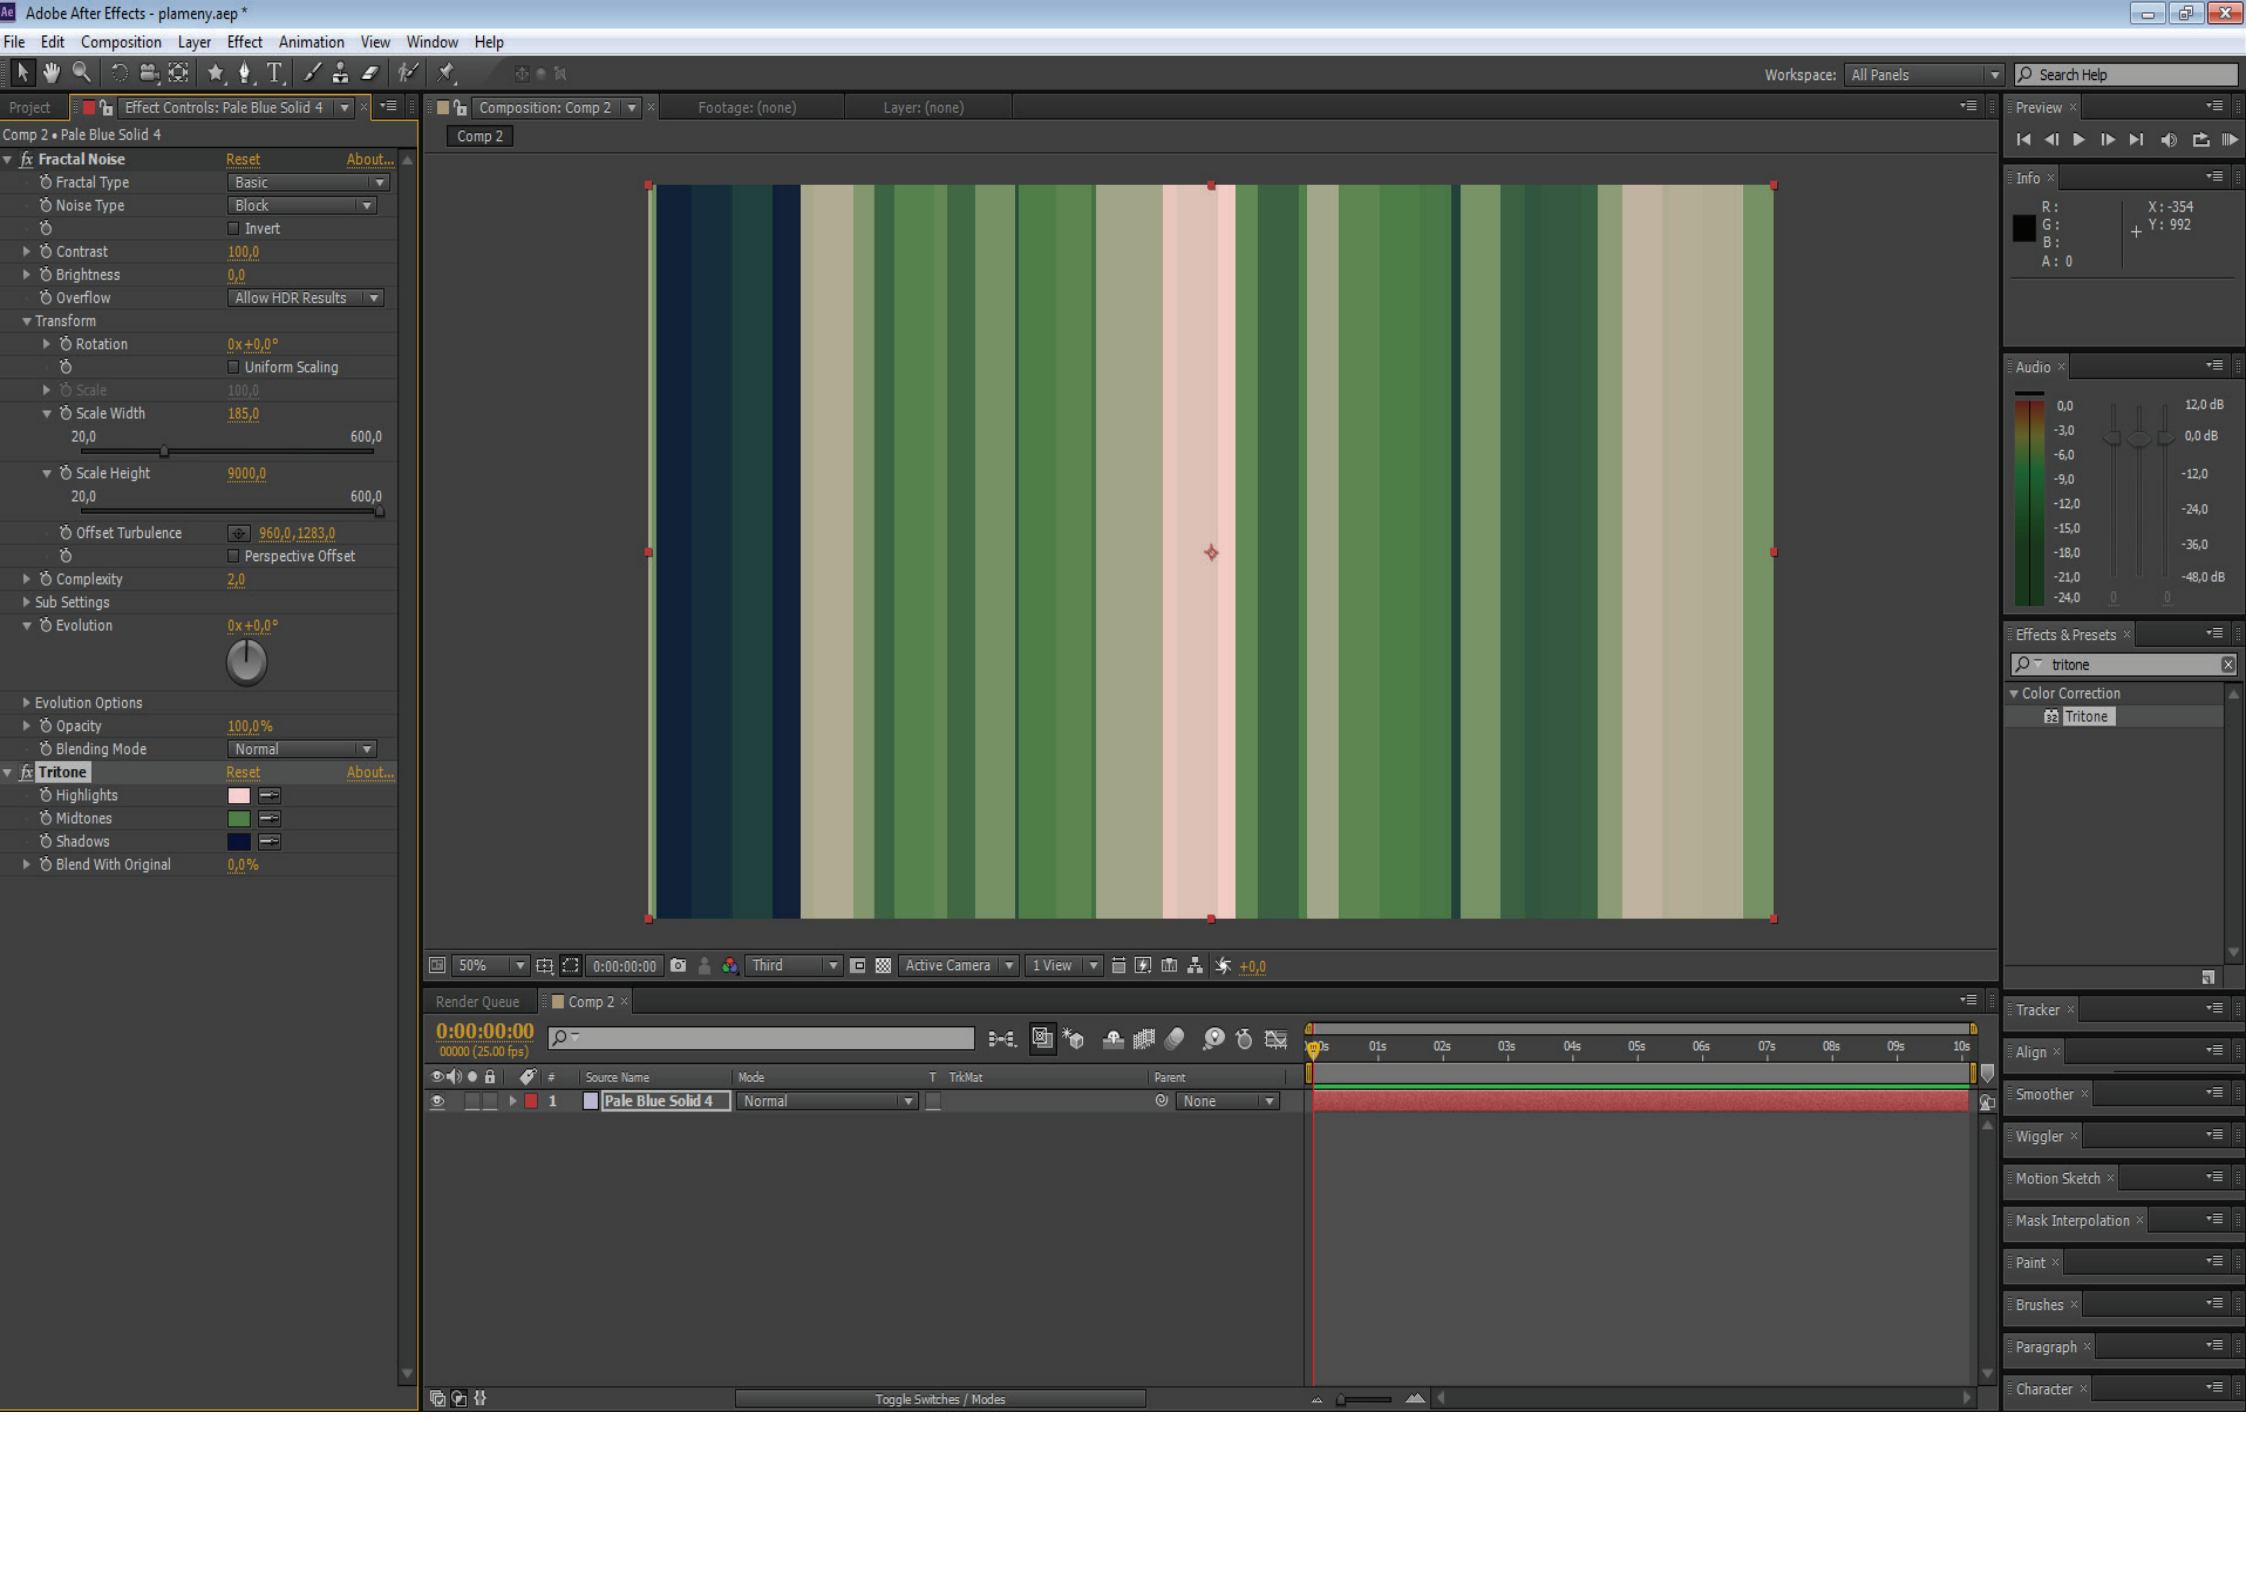 Ae Adobe After Effects - plameny.aep *
File Edit Composition Layer Effect Animation View Window Help
Workspace: All Panels Search Help
Project Effect Controls: Pale Blue Solid 4
Comp 2 • Pale Blue Solid 4
fx Fractal Noise Reset About...
Fractal Type Basic
Noise Type Block
Invert
Contrast 100,0
Brightness 0,0
Overflow Allow HDR Results
Transform
Rotation 0x+0,0°
Uniform Scaling
Scale 100,0
Scale Width 185,0
20,0 600,0
Scale Height 9000,0
20,0 600,0
Offset Turbulence 960,0,1283,0
Perspective Offset
Complexity 2,0
Sub Settings
Evolution 0x+0,0°
Evolution Options
Opacity 100,0%
Blending Mode Normal
fx Tritone Reset About...
Highlights
Midtones
Shadows
Blend With Original 0,0%
Composition: Comp 2 Footage: (none) Layer: (none)
Comp 2
50% 0:00:00:00 Third Active Camera 1 View +0,0
Render Queue Comp 2
0:00:00:00
00000 (25.00 fps)
01s 02s 03s 04s 05s 06s 07s 08s 09s 10s
# Source Name Mode T TrkMat Parent
1 Pale Blue Solid 4 Normal None
Toggle Switches / Modes
Preview
Info
R: X: -354
G: Y: 992
B:
A: 0
Audio
0,0 12,0 dB
-3,0 0,0 dB
-6,0
-9,0 -12,0
-12,0 -24,0
-15,0
-18,0 -36,0
-21,0 -48,0 dB
-24,0 0 0
Effects & Presets
tritone
Color Correction
32 Tritone
Tracker
Align
Smoother
Wiggler
Motion Sketch
Mask Interpolation
Paint
Brushes
Paragraph
Character